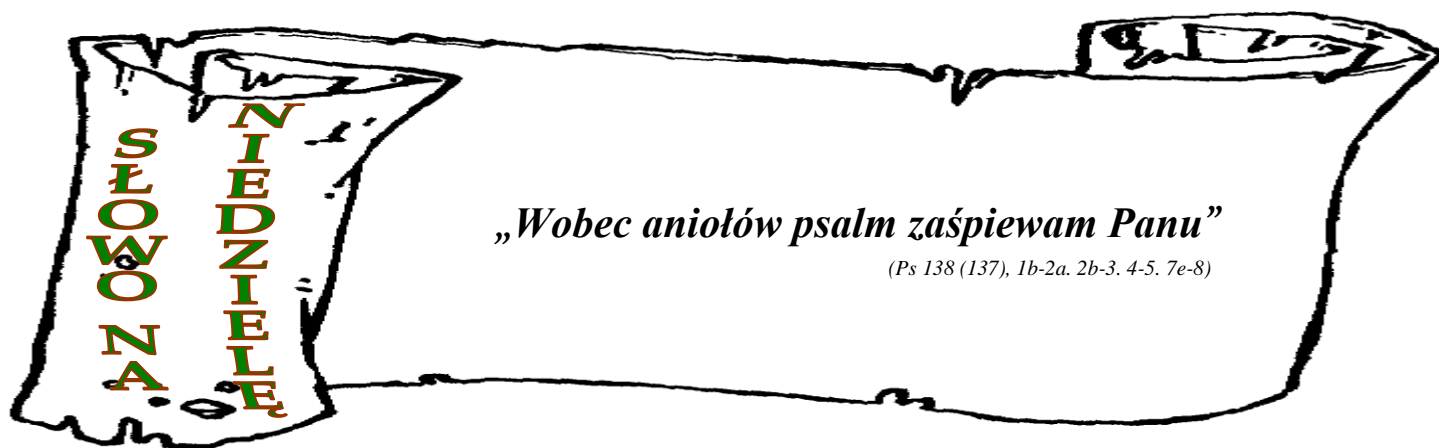 SŁOWO NA
NIEDZIELĘ
„Wobec aniołów psalm zaśpiewam Panu”
(Ps 138 (137), 1b-2a. 2b-3. 4-5. 7e-8)